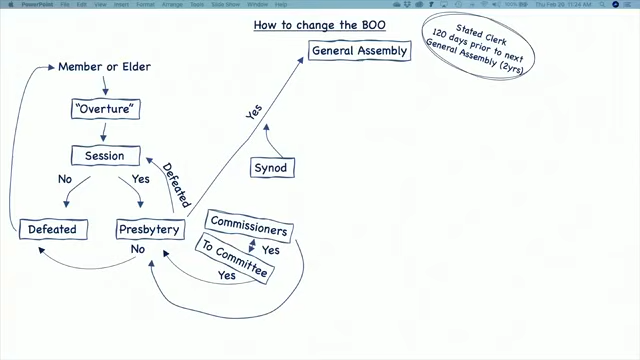 PowerPoint File Edit View Insert Format Arrange Tools Slide Show Window Help
100% Thu Feb 11:24 AM
How to change the BOO
Stated Clerk
120 days prior to next
General Assembly (2yrs)
General Assembly
Member or Elder
"Overture"
Yes
Session
Synod
Defeated
No
Yes
Defeated
Presbytery
Commissioners
No
To Committee
Yes
Yes